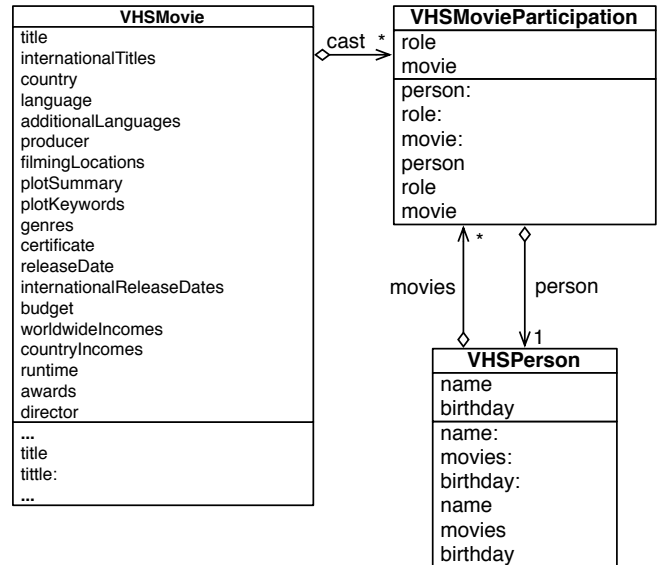 VHSMovie
title
internationalTitles
country
language
additionalLanguages
producer
filmingLocations
plotSummary
plotKeywords
genres
certificate
releaseDate
internationalReleaseDates
budget
worldwideIncomes
countryIncomes
runtime
awards
director
...
title
tittle:
...
cast *
VHSMovieParticipation
role
movie
person:
role:
movie:
person
role
movie
*
movies
person
1
VHSPerson
name
birthday
name:
movies:
birthday:
name
movies
birthday